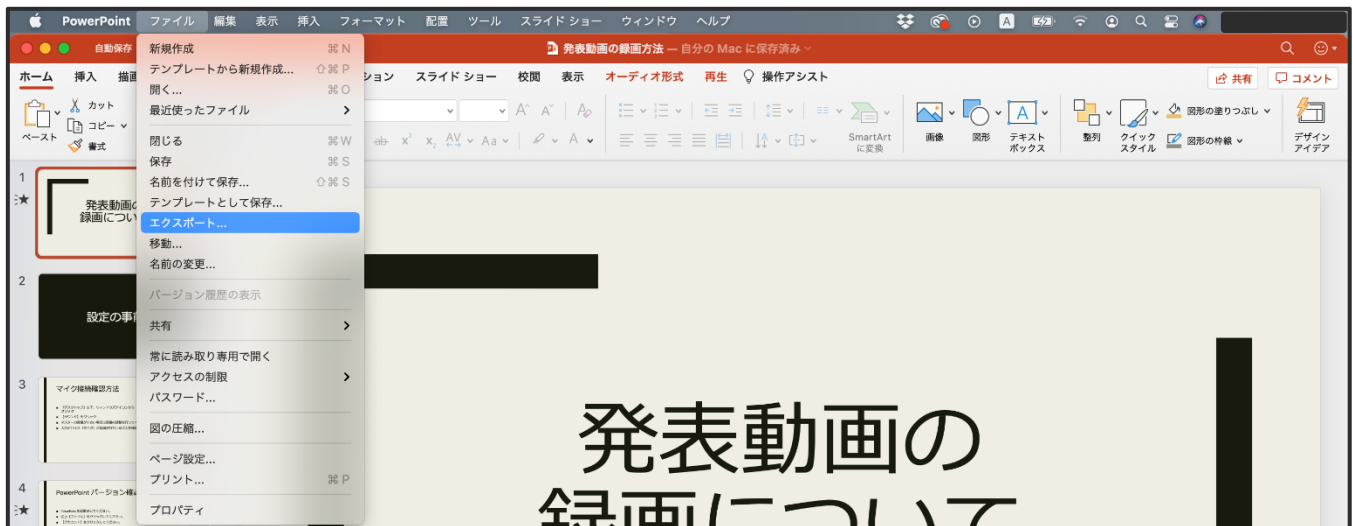 PowerPoint ファイル 編集 表示 挿入 フォーマット 配置 ツール スライド ショー ウィンドウ ヘルプ A
自動保存 発表動画の録画方法 — 自分の Mac に保存済み
ホーム 挿入 描画 ション スライド ショー 校閲 表示 オーディオ形式 再生 操作アシスト 共有 コメント
ペースト カット コピー 書式
SmartArt に変換 画像 図形 テキスト ボックス 整列 クイック スタイル 図形の塗りつぶし 図形の枠線 デザイン アイデア
新規作成 ⌘ N
テンプレートから新規作成... ⇧⌘ P
開く... ⌘ O
最近使ったファイル
閉じる ⌘ W
保存 ⌘ S
名前を付けて保存... ⇧⌘ S
テンプレートとして保存...
エクスポート...
移動...
名前の変更...
バージョン履歴の表示
共有
常に読み取り専用で開く
アクセスの制限
パスワード...
図の圧縮...
ページ設定...
プリント... ⌘ P
プロパティ
1
発表動画の
録画につい
2
設定の事前
3
マイク接続確認方法
4
PowerPoint バージョン確
発表動画の
録画について